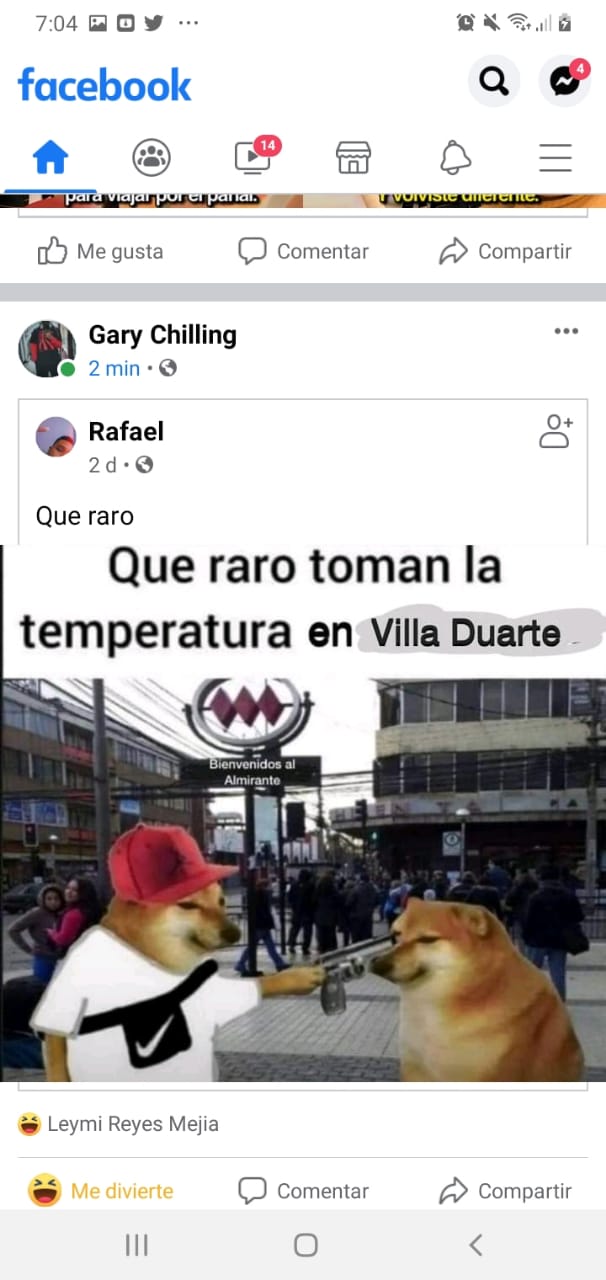 7:04
facebook
4
14
para viajar por el panal.
Y volviste diferente.
Me gusta
Comentar
Compartir
Gary Chilling
2 min
Rafael
2 d
Que raro
Que raro toman la
temperatura en Villa Duarte
Bienvenidos al
Almirante
Leymi Reyes Mejia
Me divierte
Comentar
Compartir